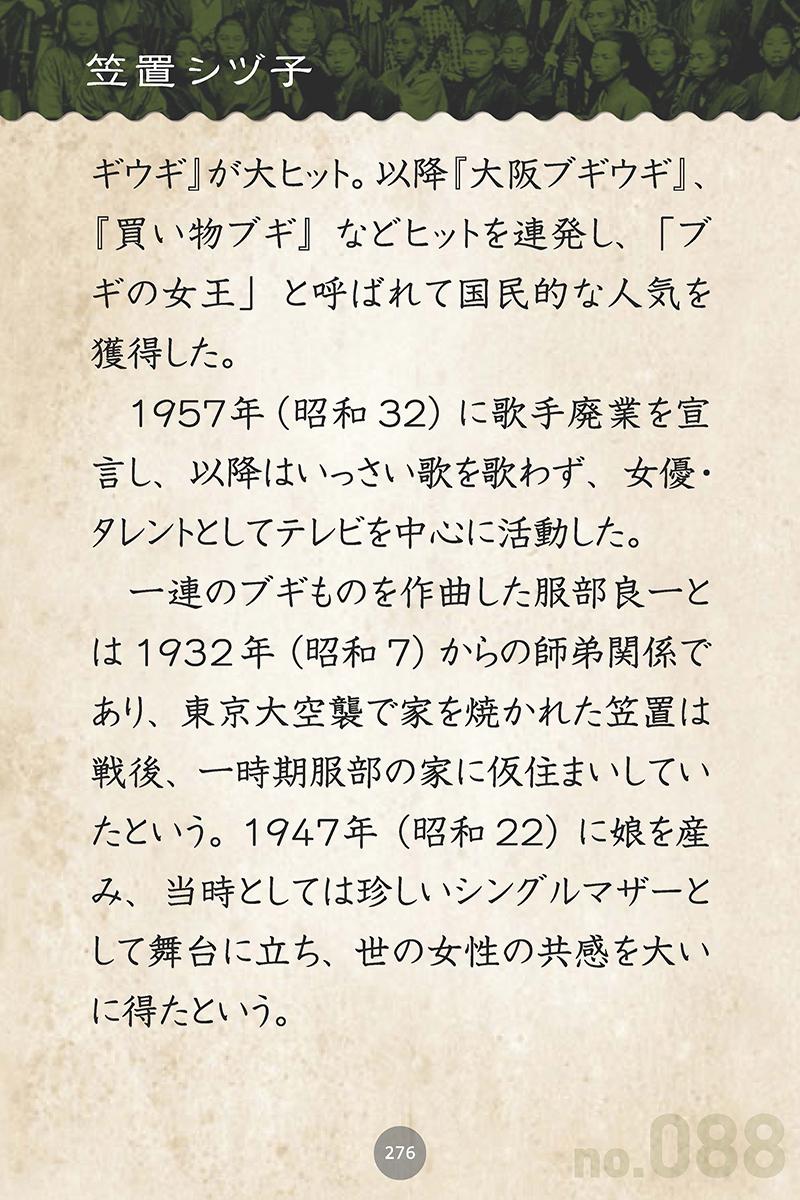 笠置シヅ子
ギウギ』が大ヒット。以降『大阪ブギウギ』、
『買い物ブギ』などヒットを連発し、「ブ
ギの女王」と呼ばれて国民的な人気を
獲得した。
　1957年（昭和32）に歌手廃業を宣
言し、以降はいっさい歌を歌わず、女優・
タレントとしてテレビを中心に活動した。
　一連のブギものを作曲した服部良一と
は1932年（昭和7）からの師弟関係で
あり、東京大空襲で家を焼かれた笠置は
戦後、一時期服部の家に仮住まいしてい
たという。1947年（昭和22）に娘を産
み、当時としては珍しいシングルマザーと
して舞台に立ち、世の女性の共感を大い
に得たという。
276
no.088